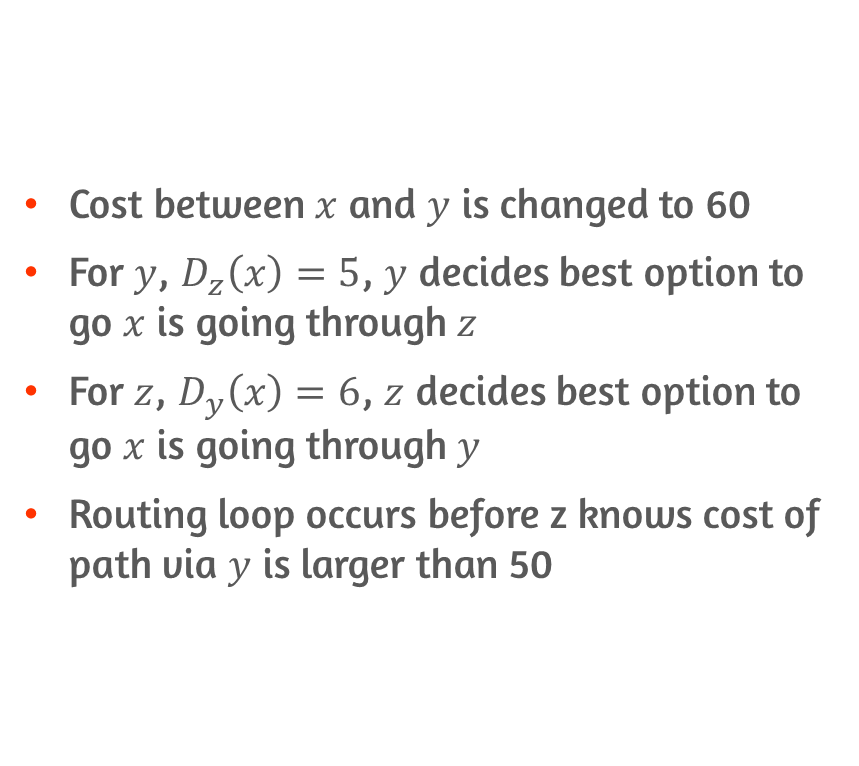 • Cost between x and y is changed to 60
• For y, D_z(x) = 5, y decides best option to
go x is going through z
• For z, D_y(x) = 6, z decides best option to
go x is going through y
• Routing loop occurs before z knows cost of
path via y is larger than 50